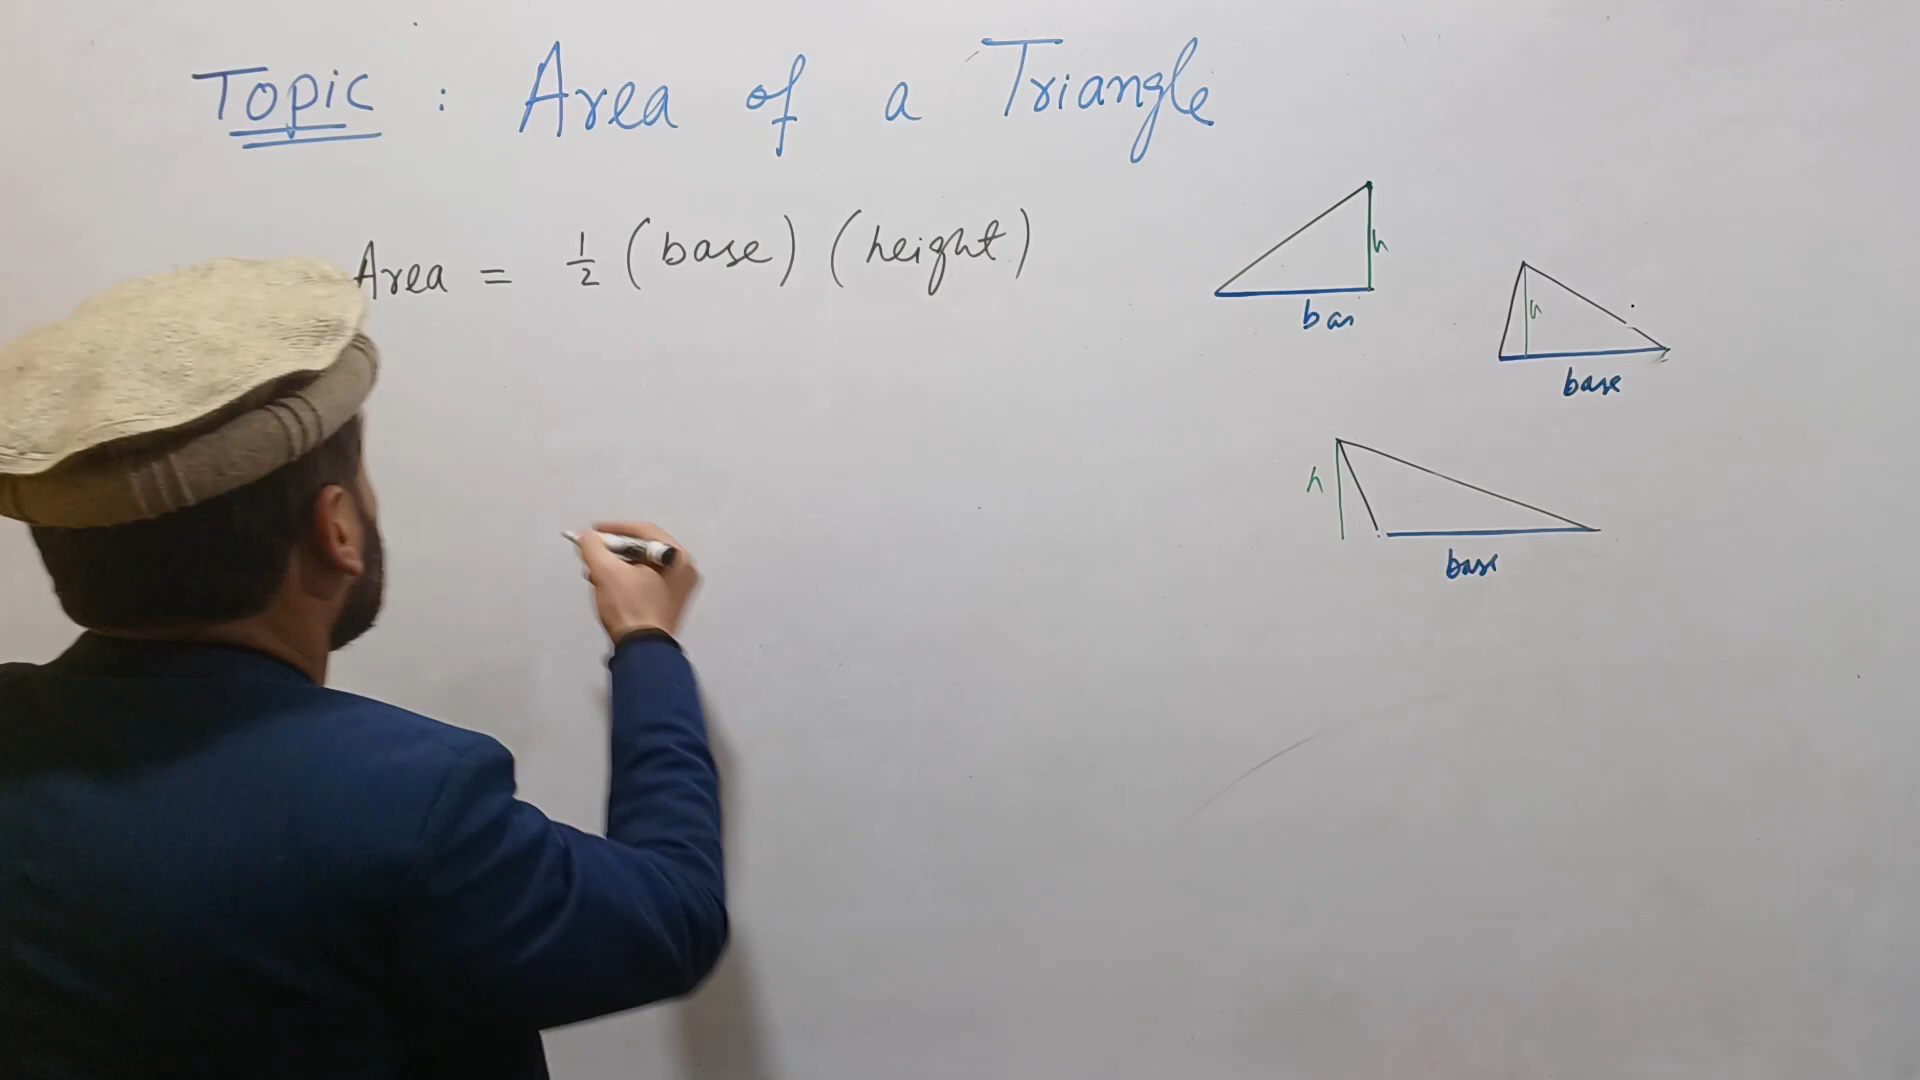 Topic : Area of a Triangle
Area = 1/2 (base) (height)
h
bas
h
base
h
base